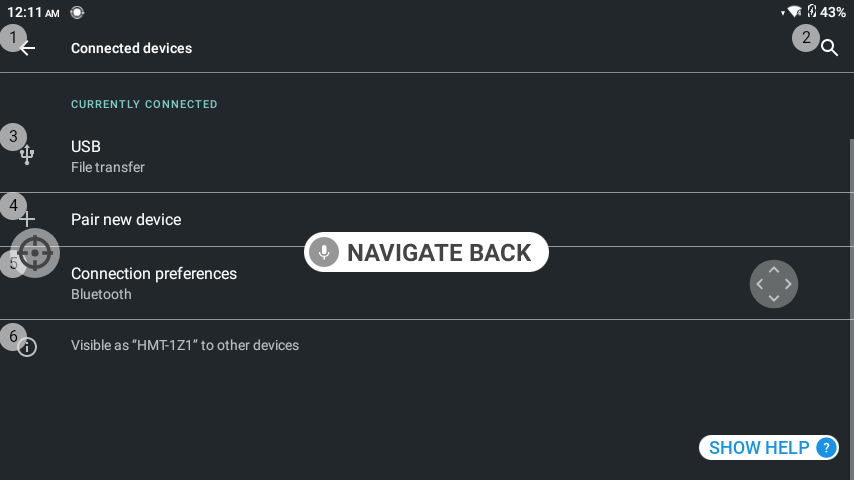 12:11 AM 43%
1 Connected devices 2
CURRENTLY CONNECTED
3 USB
File transfer
4 Pair new device
NAVIGATE BACK
5 Connection preferences
Bluetooth
6 Visible as “HMT-1Z1” to other devices
SHOW HELP ?